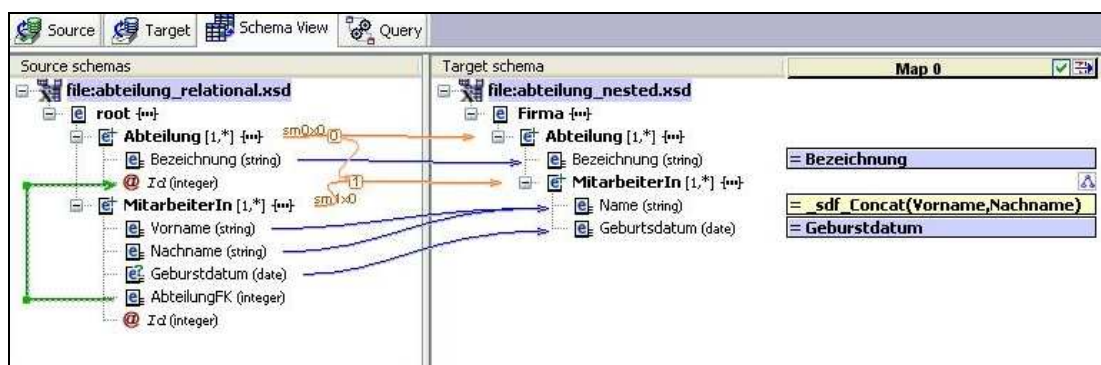 Source Target Schema View Query
Source schemas Target schema Map 0
file:abteilung_relational.xsd file:abteilung_nested.xsd
root {...} Firma {...}
Abteilung [1,*] {...} sm0x0 0 Abteilung [1,*] {...}
Bezeichnung (string) Bezeichnung (string) = Bezeichnung
@ Id (integer) 1 MitarbeiterIn [1,*] {...}
MitarbeiterIn [1,*] {...} sm1x0 Name (string) = _sdf_Concat(Vorname,Nachname)
Vorname (string) Geburtsdatum (date) = Geburstdatum
Nachname (string)
Geburstdatum (date)
AbteilungFK (integer)
@ Id (integer)